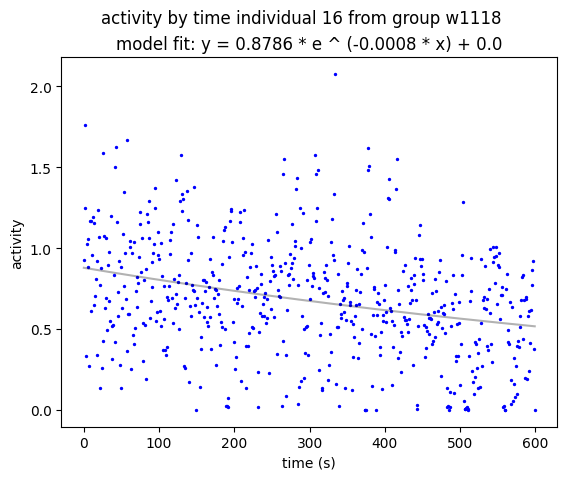 activity by time individual 16 from group w1118
model fit: y = 0.8786 * e ^ (-0.0008 * x) + 0.0
2.0
1.5
1.0
0.5
0.0
activity
0 100 200 300 400 500 600
time (s)